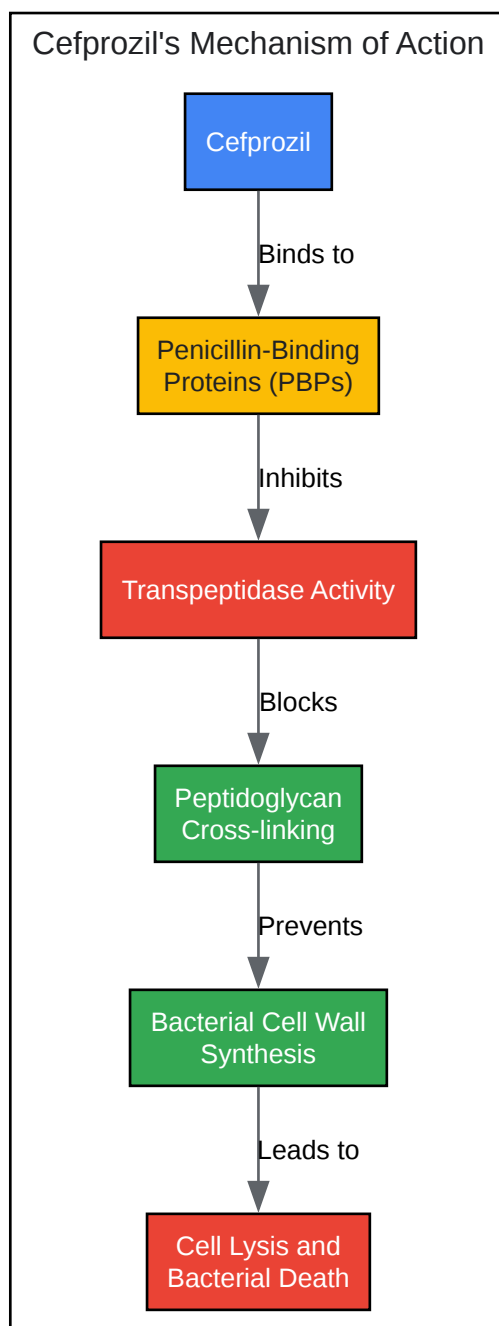 Cefprozil's Mechanism of Action
Cefprozil
Binds to
Penicillin-Binding
Proteins (PBPs)
Inhibits
Transpeptidase Activity
Blocks
Peptidoglycan
Cross-linking
Prevents
Bacterial Cell Wall
Synthesis
Leads to
Cell Lysis and
Bacterial Death